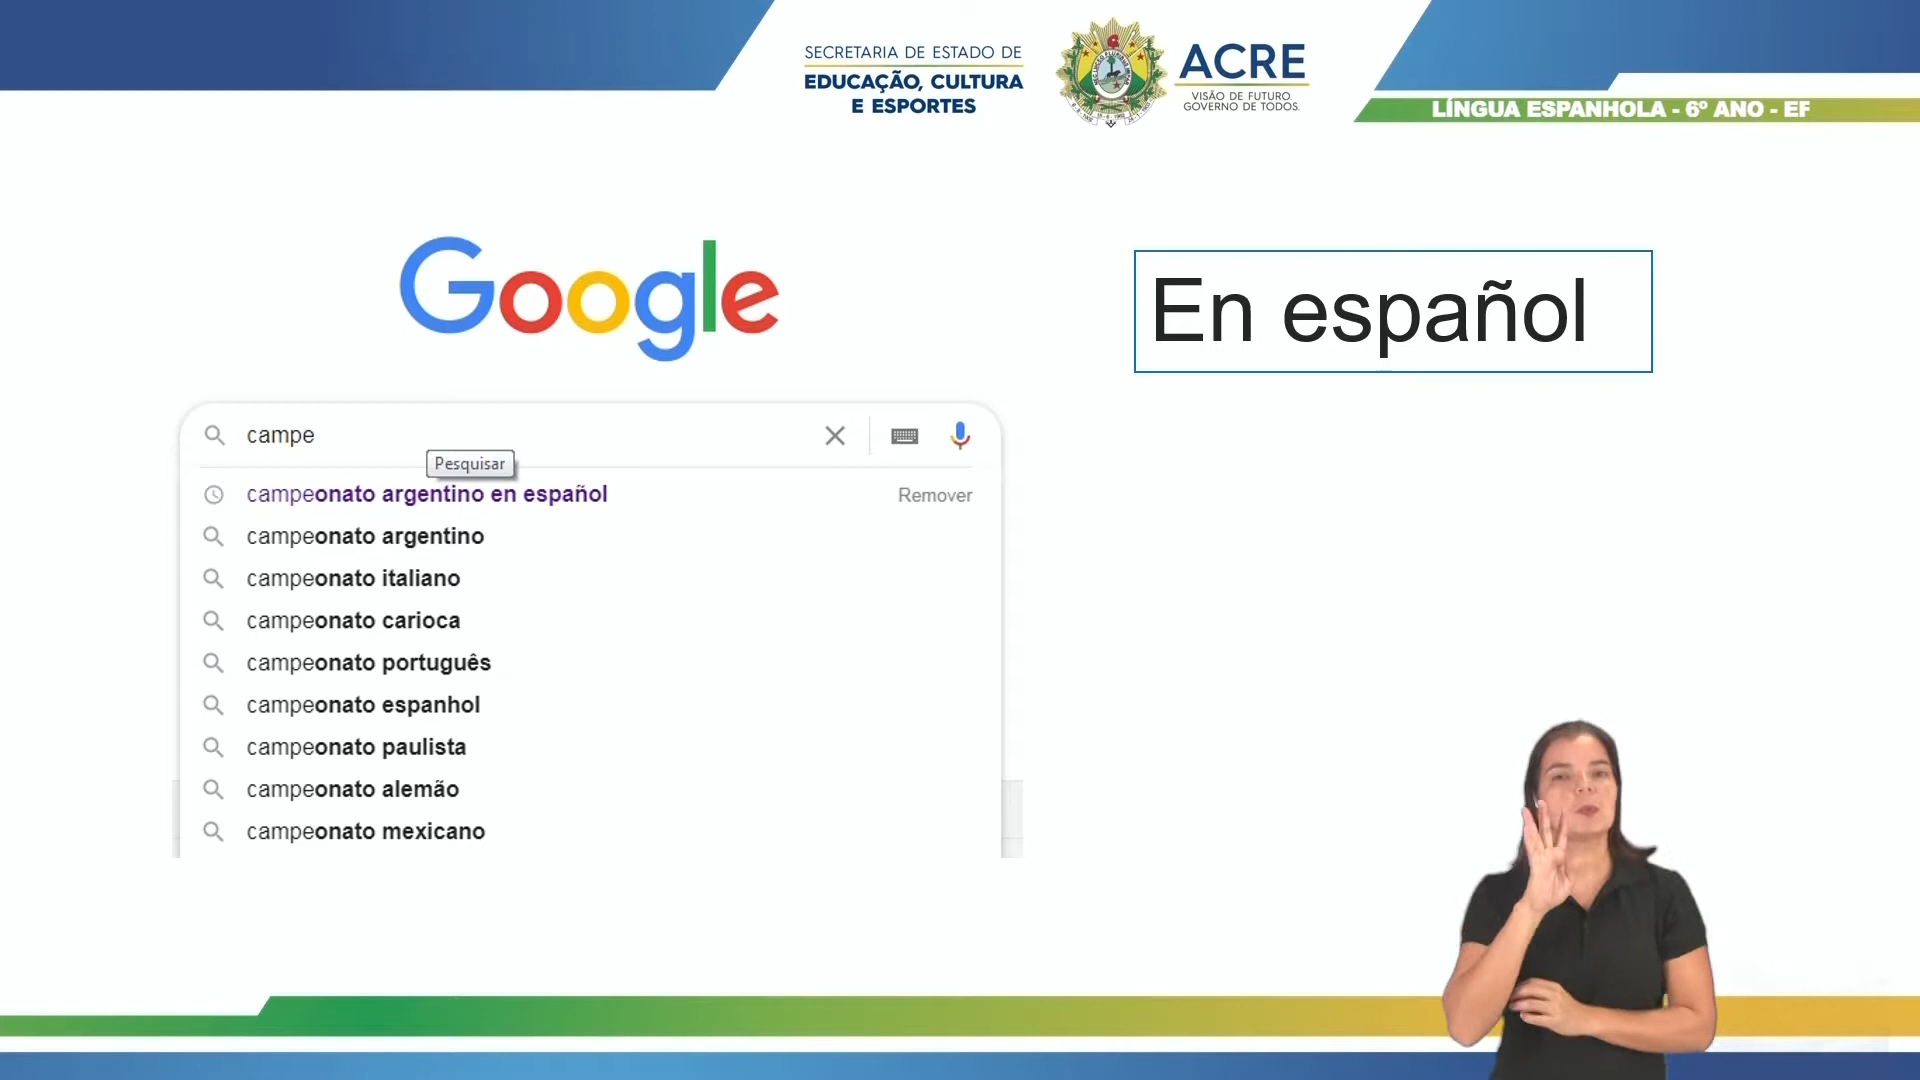 SECRETARIA DE ESTADO DE
EDUCAÇÃO, CULTURA
E ESPORTES
ACRE
VISÃO DE FUTURO.
GOVERNO DE TODOS.
LÍNGUA ESPANHOLA - 6º ANO - EF
Google
En español
campe
Pesquisar
campeonato argentino en español
Remover
campeonato argentino
campeonato italiano
campeonato carioca
campeonato português
campeonato espanhol
campeonato paulista
campeonato alemão
campeonato mexicano